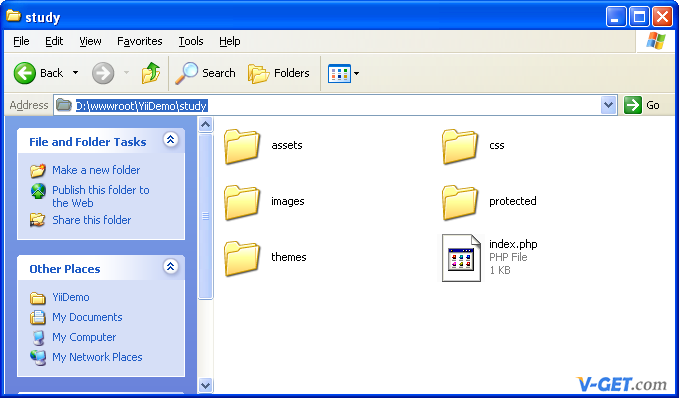 study
File Edit View Favorites Tools Help
Back Search Folders
Address D:\wwwroot\YiiDemo\study Go
File and Folder Tasks
Make a new folder
Publish this folder to
the Web
Share this folder
Other Places
YiiDemo
My Documents
My Computer
My Network Places
assets
css
images
protected
themes
index.php
PHP File
1 KB
V-GET.com